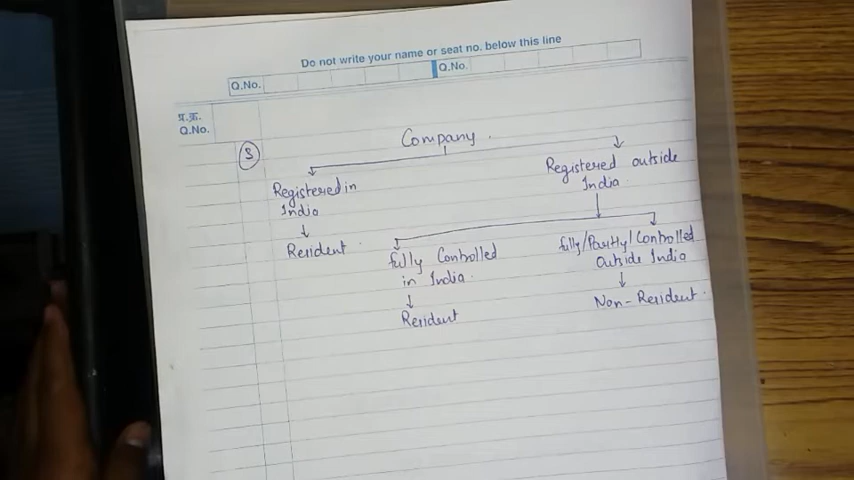 Do not write your name or seat no. below this line
Q.No. Q.No.
प्र.क्र.
Q.No.
3
Company
Registered in
India
Resident
Registered outside
India
fully Controlled
in India
Resident
fully/Partly/Controlled
outside India
Non-Resident